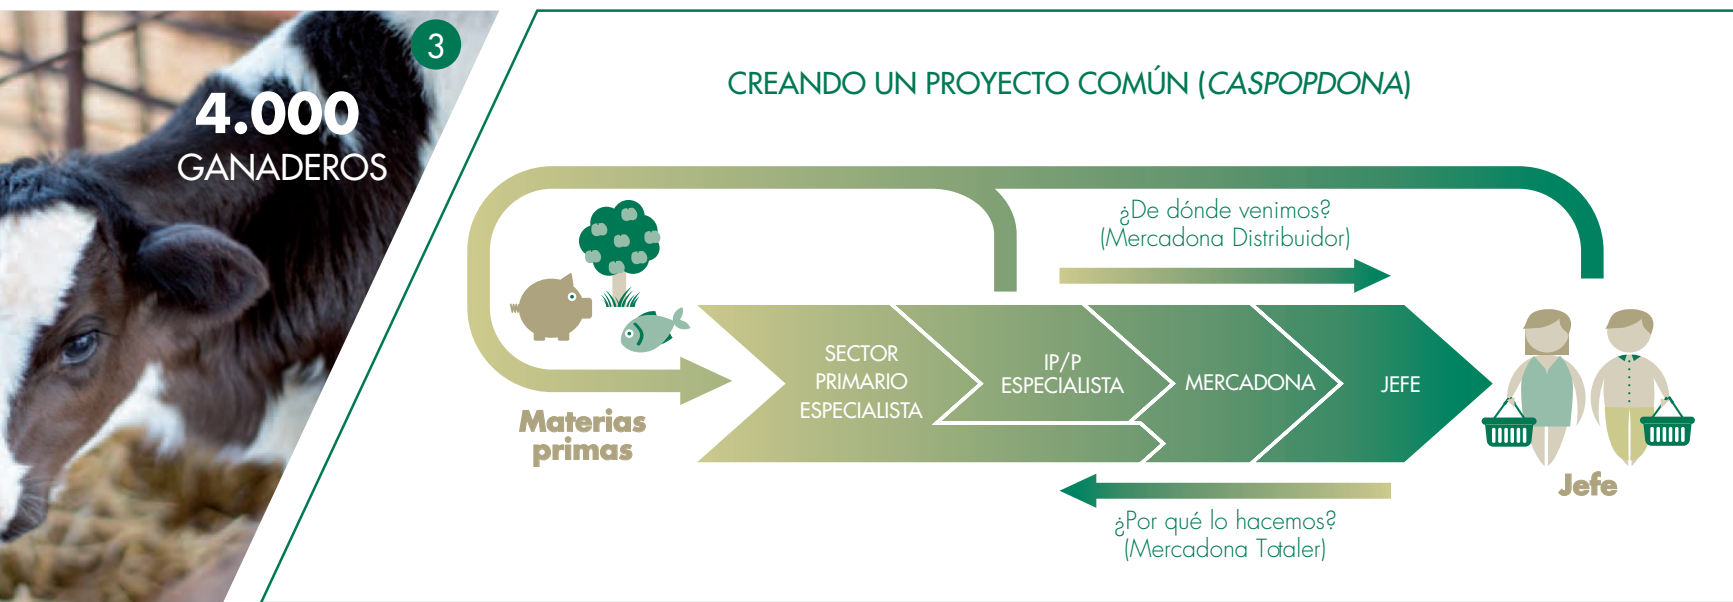 3
4.000
GANADEROS
CREANDO UN PROYECTO COMÚN (CASPOPDONA)
¿De dónde venimos?
(Mercadona Distribuidor)
SECTOR
PRIMARIO
ESPECIALISTA
IP/P
ESPECIALISTA
MERCADONA
JEFE
Materias
primas
Jefe
¿Por qué lo hacemos?
(Mercadona Totaler)